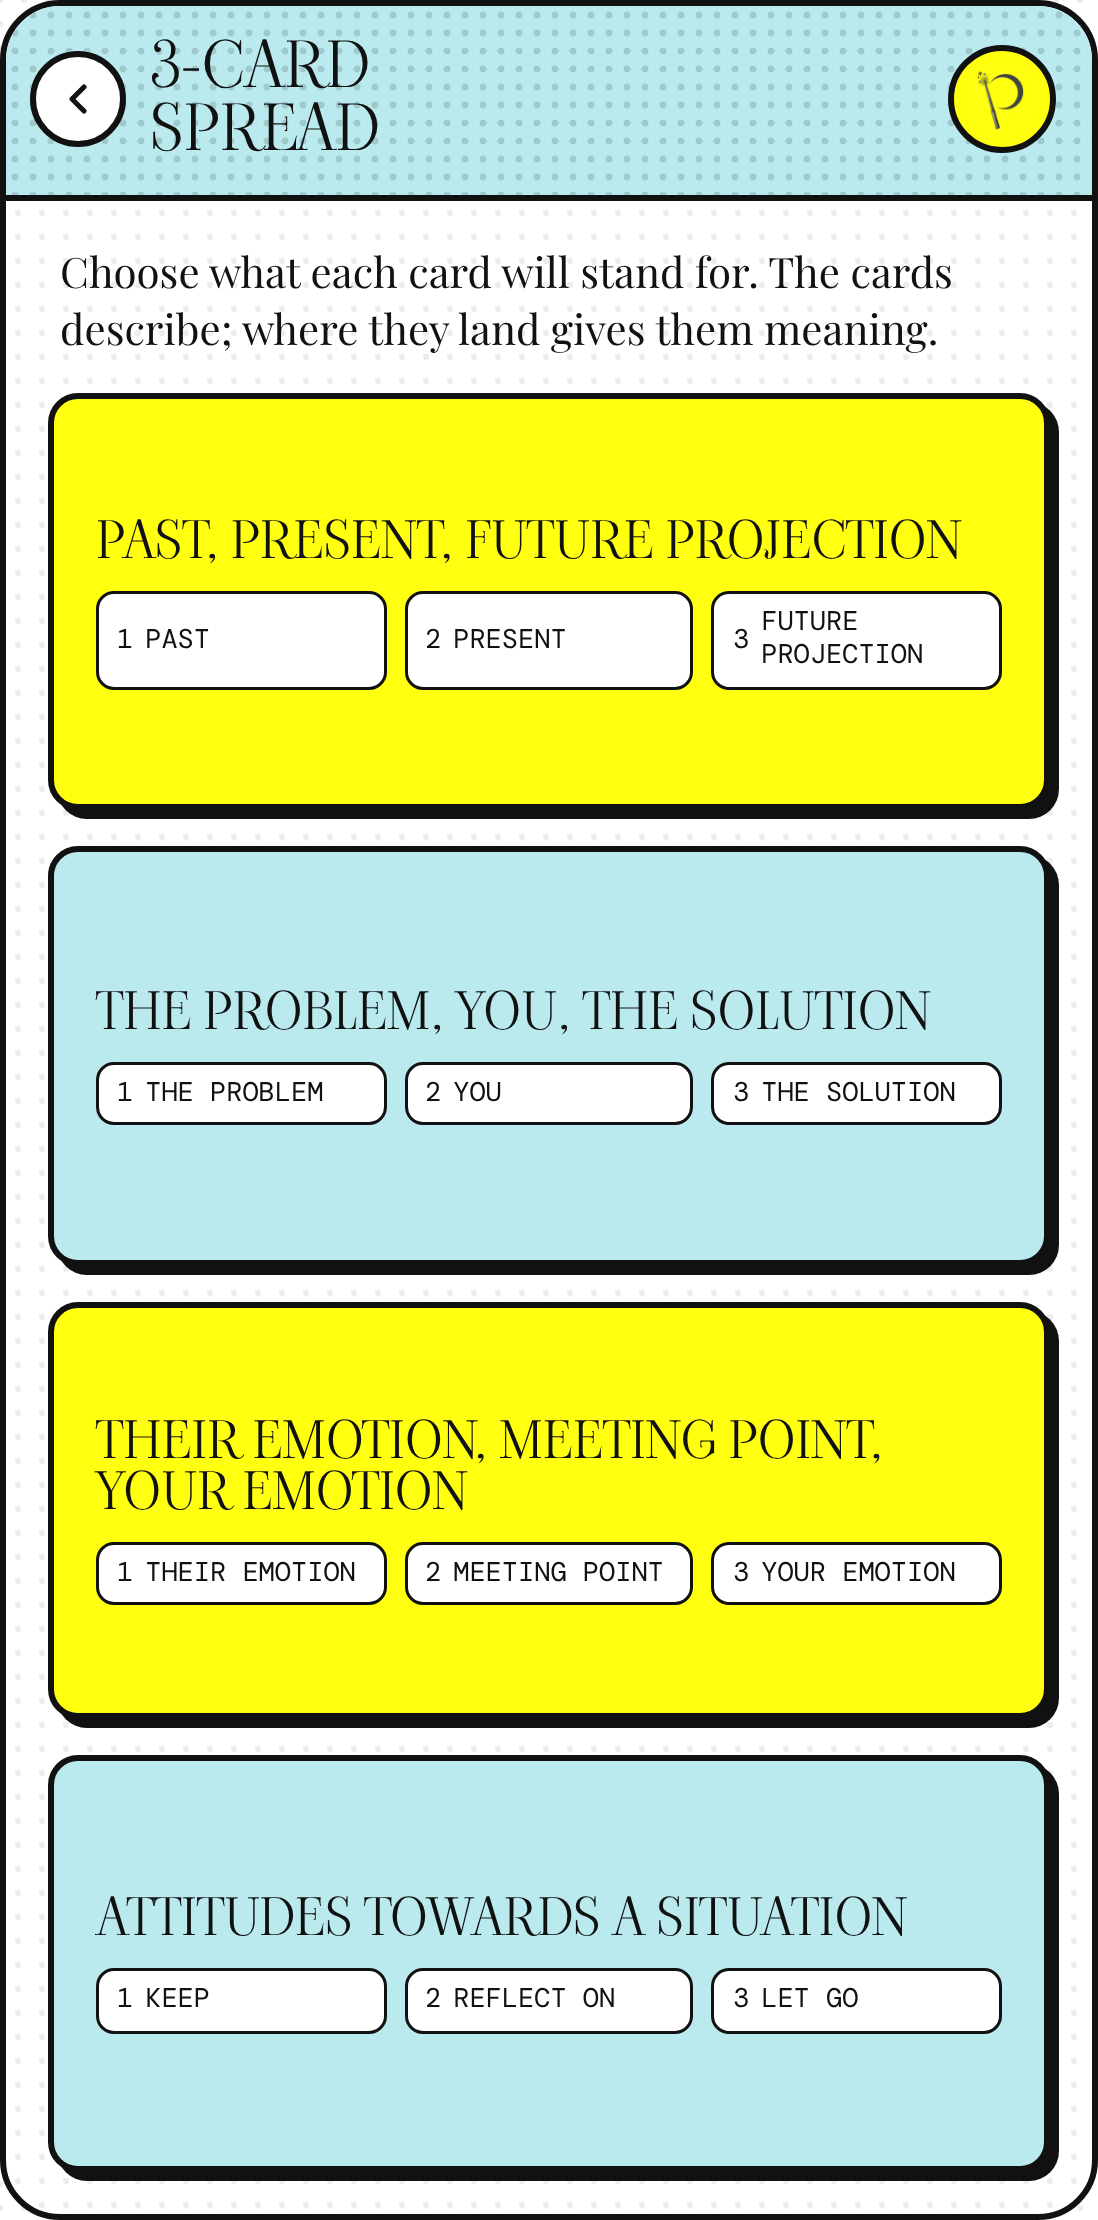 3-CARD
SPREAD
P
Choose what each card will stand for. The cards
describe; where they land gives them meaning.
PAST, PRESENT, FUTURE PROJECTION
1 PAST
2 PRESENT
3 FUTURE
PROJECTION
THE PROBLEM, YOU, THE SOLUTION
1 THE PROBLEM
2 YOU
3 THE SOLUTION
THEIR EMOTION, MEETING POINT,
YOUR EMOTION
1 THEIR EMOTION
2 MEETING POINT
3 YOUR EMOTION
ATTITUDES TOWARDS A SITUATION
1 KEEP
2 REFLECT ON
3 LET GO